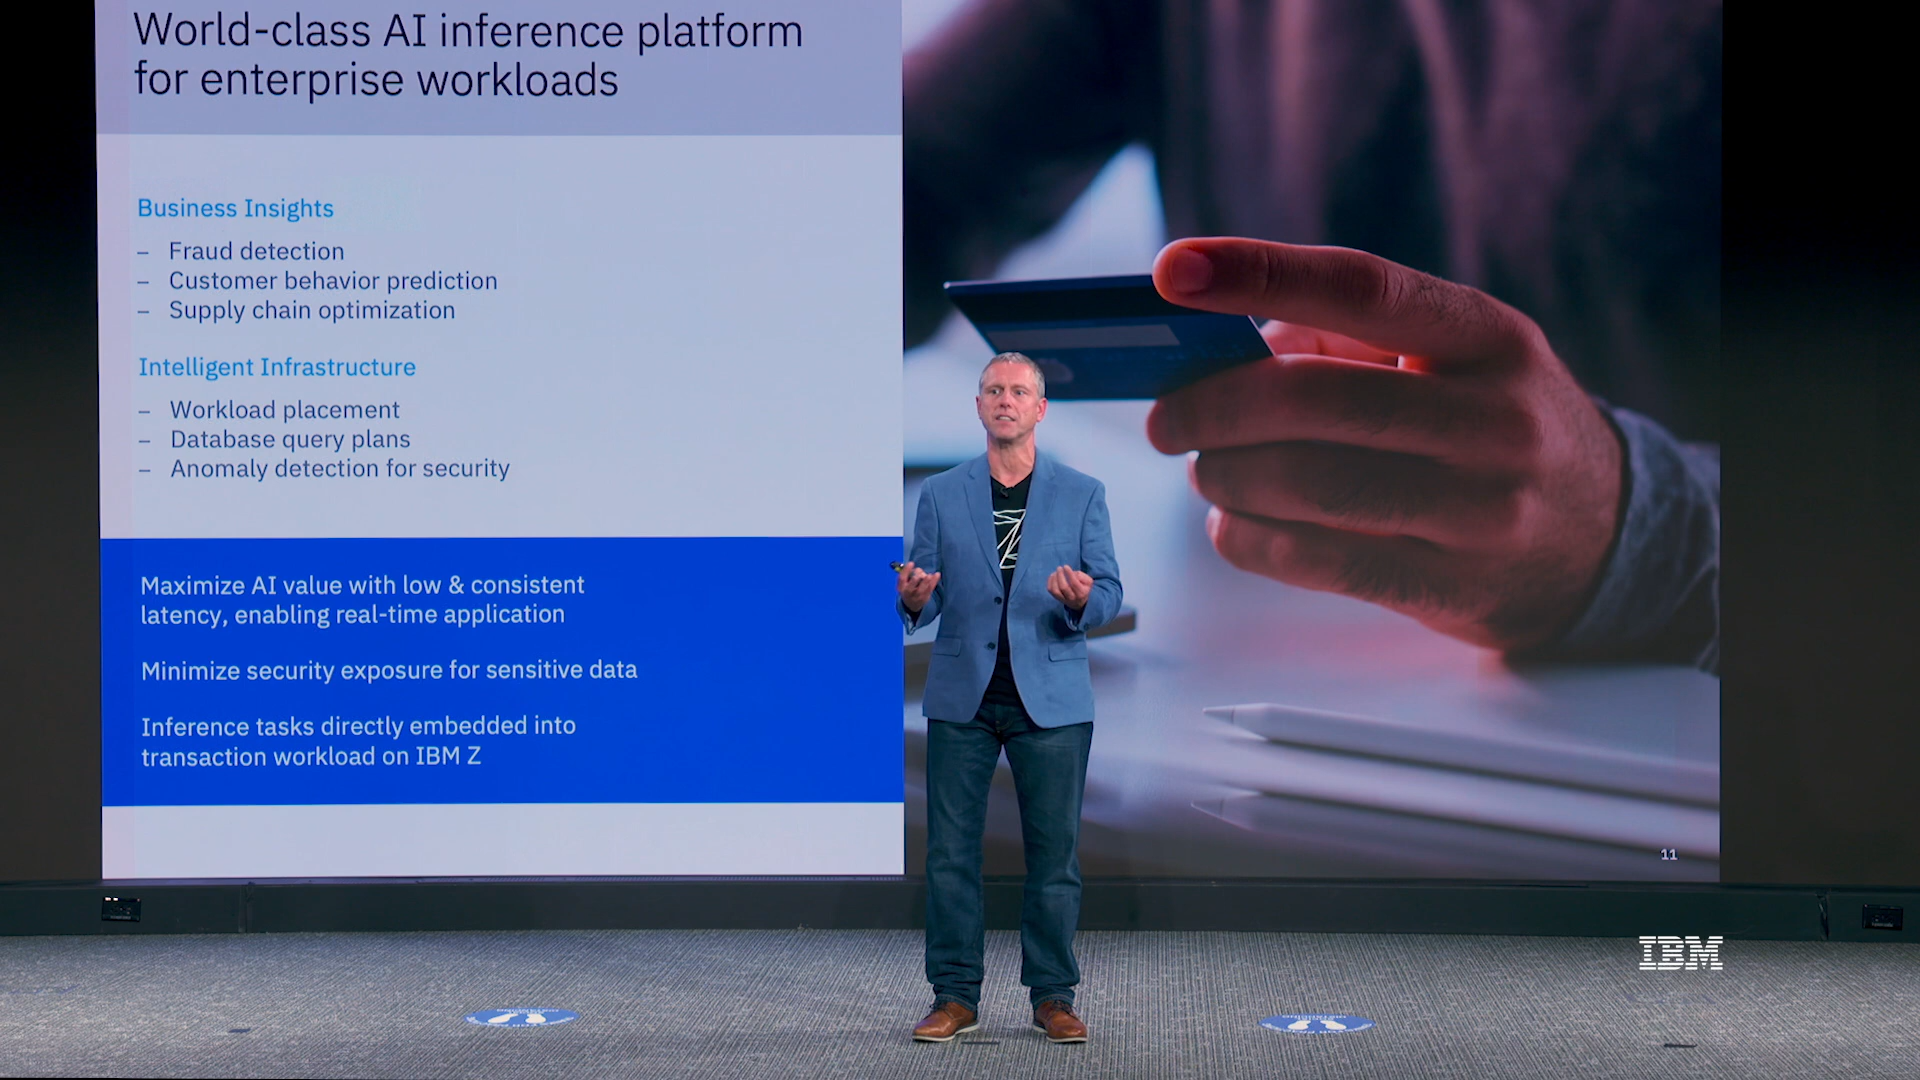 World-class AI inference platform
for enterprise workloads
Business Insights
– Fraud detection
– Customer behavior prediction
– Supply chain optimization
Intelligent Infrastructure
– Workload placement
– Database query plans
– Anomaly detection for security
Maximize AI value with low & consistent
latency, enabling real-time application
Minimize security exposure for sensitive data
Inference tasks directly embedded into
transaction workload on IBM Z
11
IBM